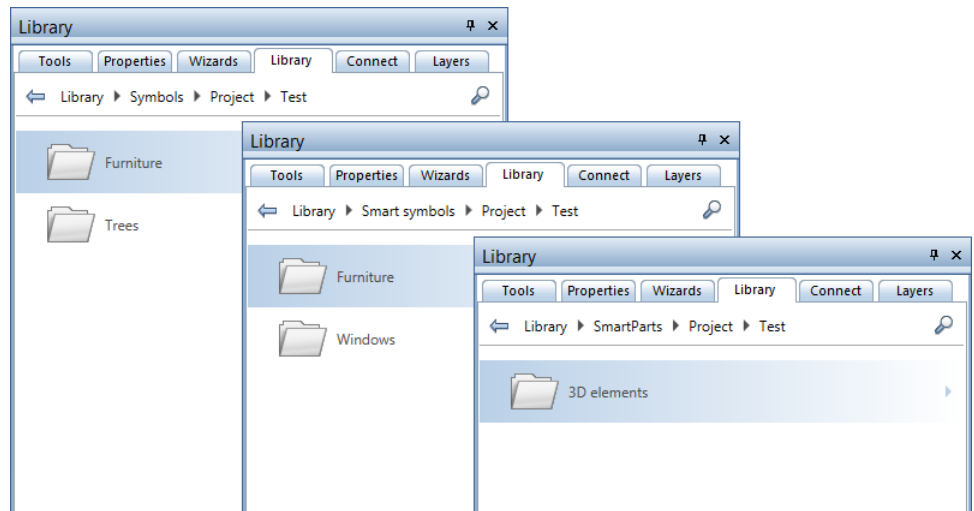 Library
Tools Properties Wizards Library Connect Layers
Library Symbols Project Test
Furniture
Trees
Library
Tools Properties Wizards Library Connect Layers
Library Smart symbols Project Test
Furniture
Windows
Library
Tools Properties Wizards Library Connect Layers
Library SmartParts Project Test
3D elements